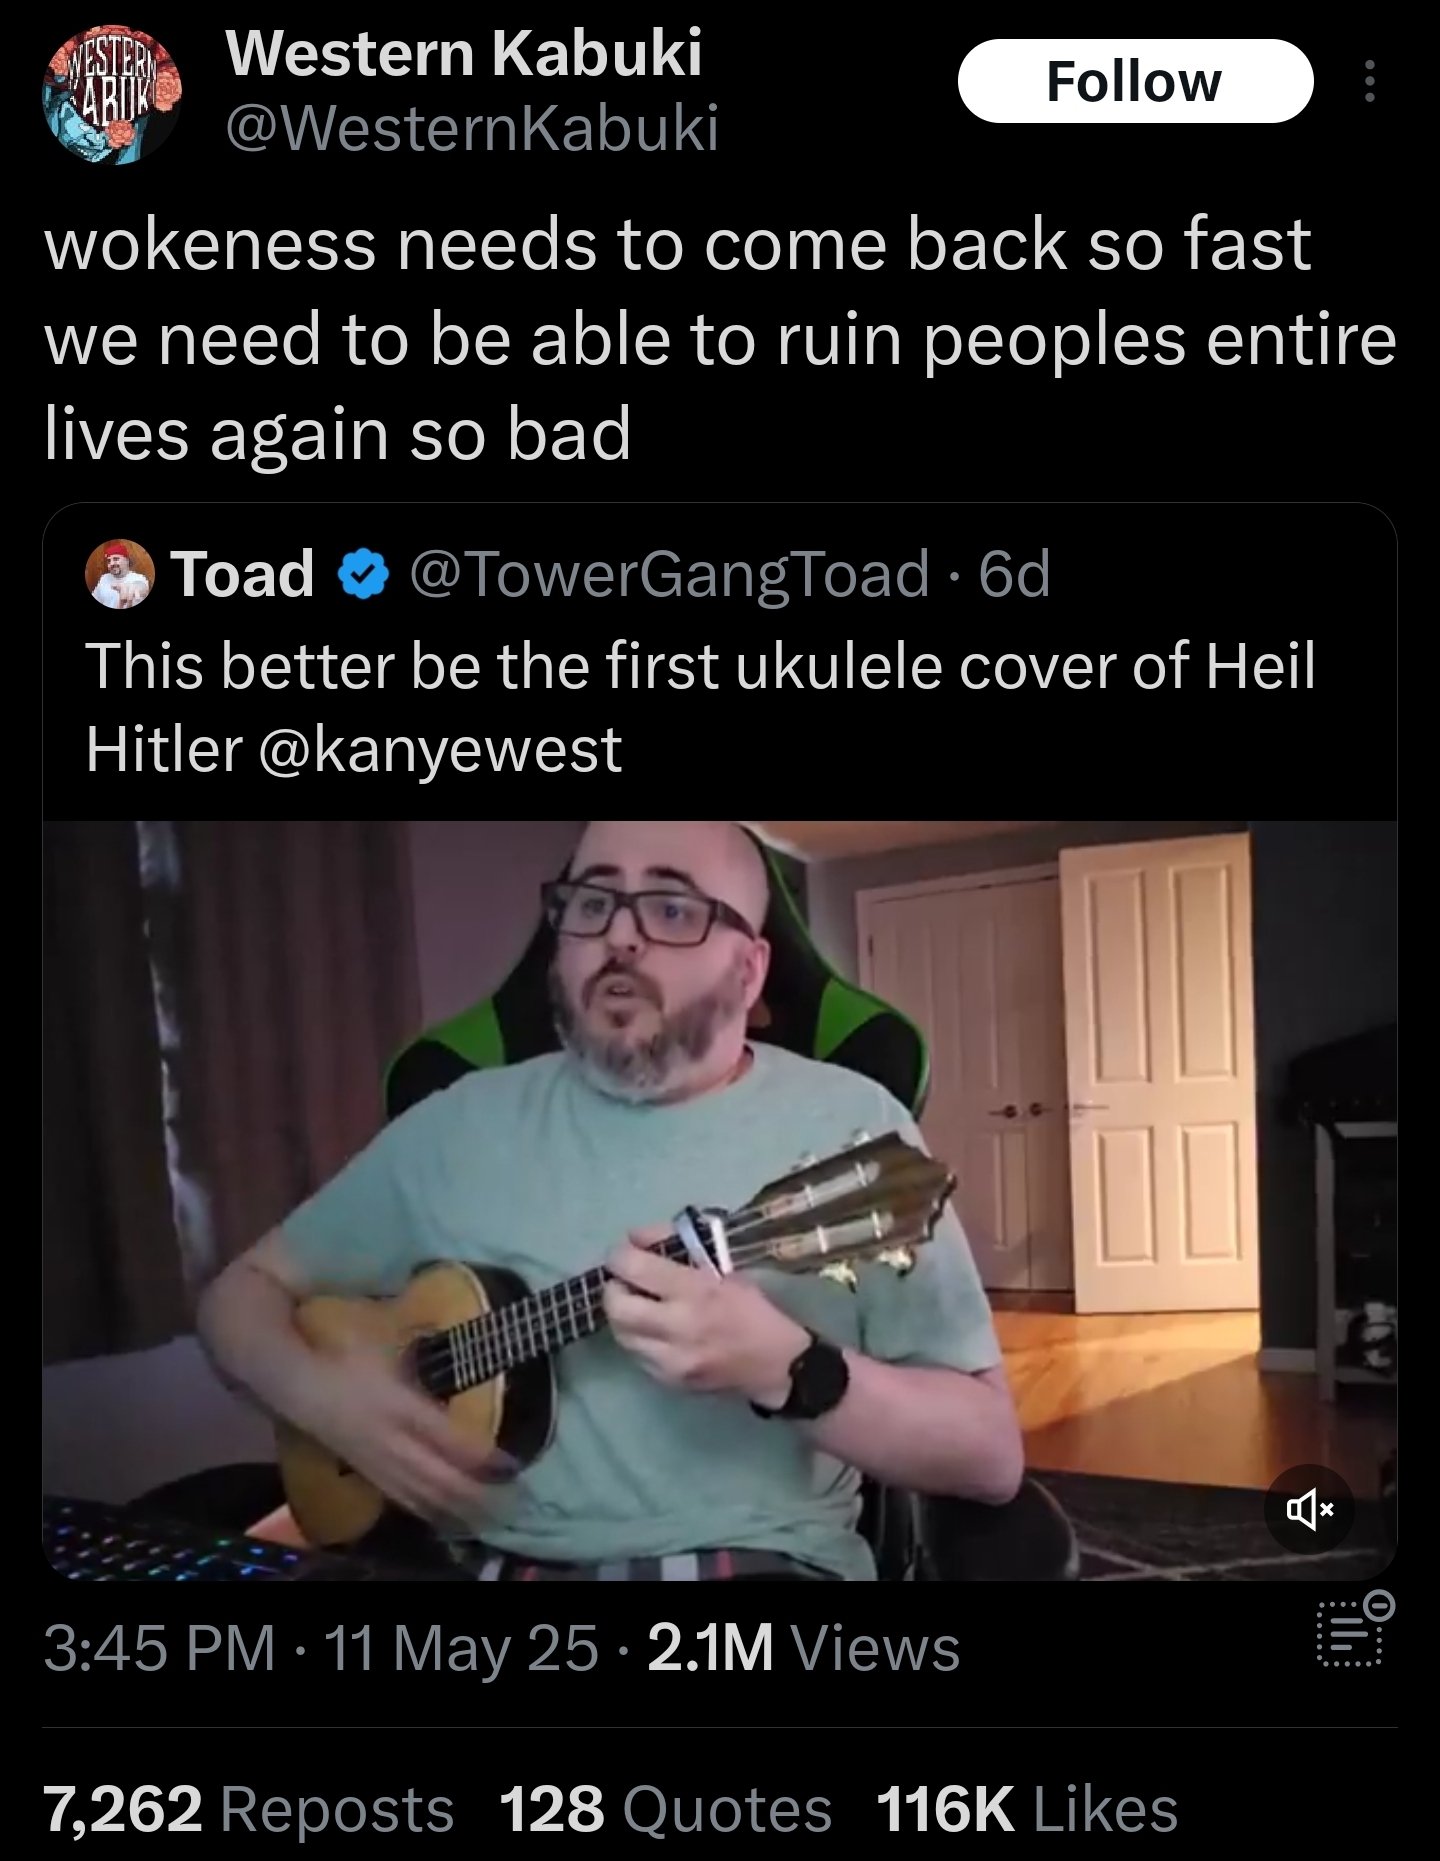 WESTERN
KABUKI
Western Kabuki
@WesternKabuki
Follow
wokeness needs to come back so fast
we need to be able to ruin peoples entire
lives again so bad
Toad @TowerGangToad · 6d
This better be the first ukulele cover of Heil
Hitler @kanyewest
3:45 PM · 11 May 25 · 2.1M Views
7,262 Reposts 128 Quotes 116K Likes